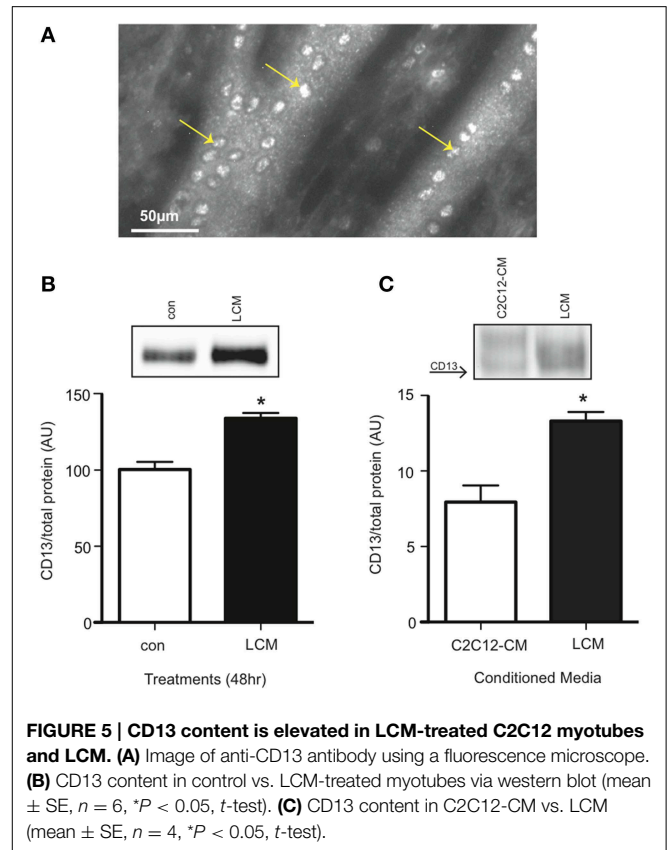 A
50µm
B
C
con
LCM
C2C12-CM
LCM
CD13
150
100
50
0
CD13/total protein (AU)
*
con
LCM
Treatments (48hr)
15
10
5
0
CD13/total protein (AU)
*
C2C12-CM
LCM
Conditioned Media
FIGURE 5 | CD13 content is elevated in LCM-treated C2C12 myotubes
and LCM. (A) Image of anti-CD13 antibody using a fluorescence microscope.
(B) CD13 content in control vs. LCM-treated myotubes via western blot (mean
± SE, n = 6, *P < 0.05, t-test). (C) CD13 content in C2C12-CM vs. LCM
(mean ± SE, n = 4, *P < 0.05, t-test).